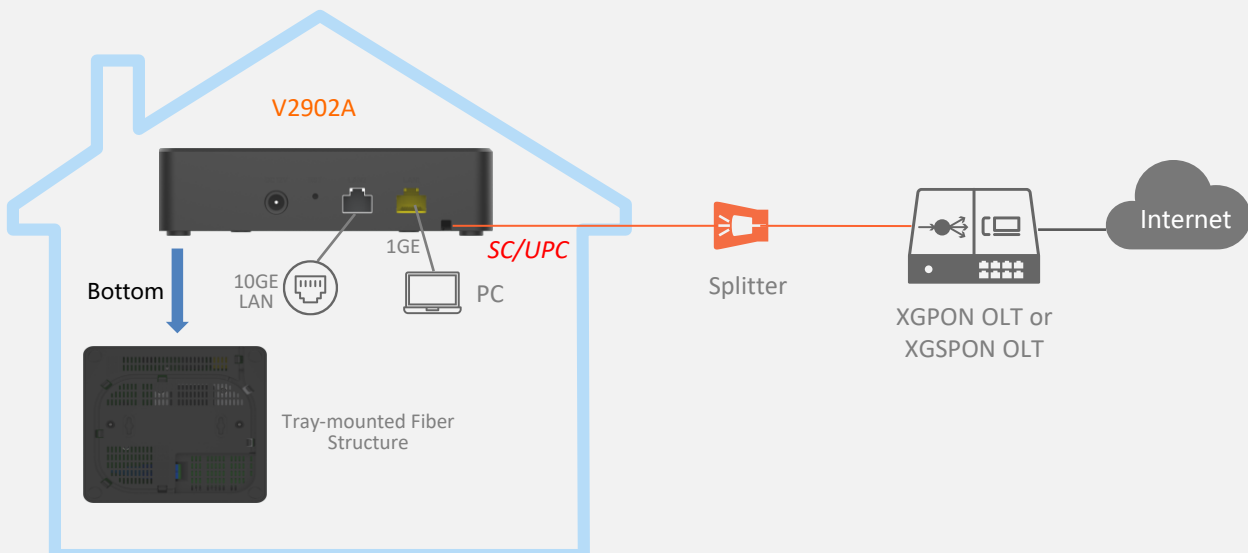 V2902A
1GE
SC/UPC
10GE
LAN
PC
Bottom
Tray-mounted Fiber
Structure
Splitter
XGPON OLT or
XGSPON OLT
Internet